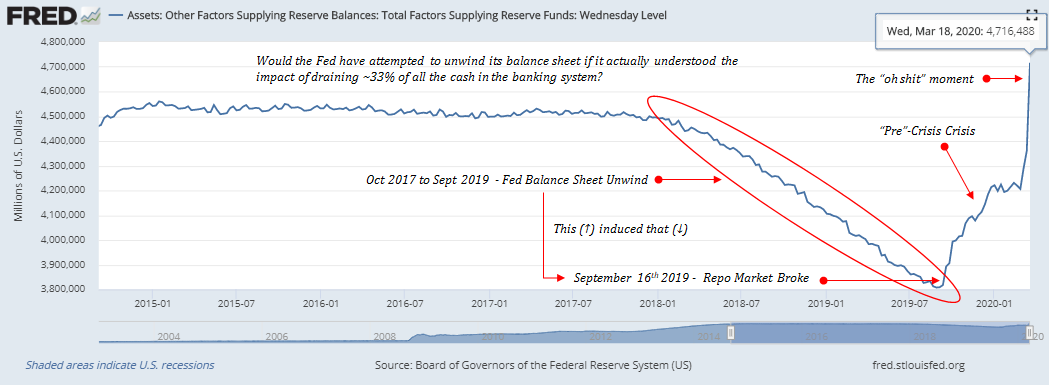 FRED
Assets: Other Factors Supplying Reserve Balances: Total Factors Supplying Reserve Funds: Wednesday Level
Wed, Mar 18, 2020: 4,716,488
4,800,000
4,700,000
4,600,000
4,500,000
4,400,000
4,300,000
4,200,000
4,100,000
4,000,000
3,900,000
3,800,000
Millions of U.S. Dollars
Would the Fed have attempted to unwind its balance sheet if it actually understood the
impact of draining ~33% of all the cash in the banking system?
The "oh shit" moment
"Pre"-Crisis Crisis
Oct 2017 to Sept 2019 - Fed Balance Sheet Unwind
This (↑) induced that (↓)
September 16th 2019 - Repo Market Broke
2015-01 2015-07 2016-01 2016-07 2017-01 2017-07 2018-01 2018-07 2019-01 2019-07 2020-01
2004 2006 2008 2010 2012 2014 2016 2018 20
Shaded areas indicate U.S. recessions
Source: Board of Governors of the Federal Reserve System (US)
fred.stlouisfed.org